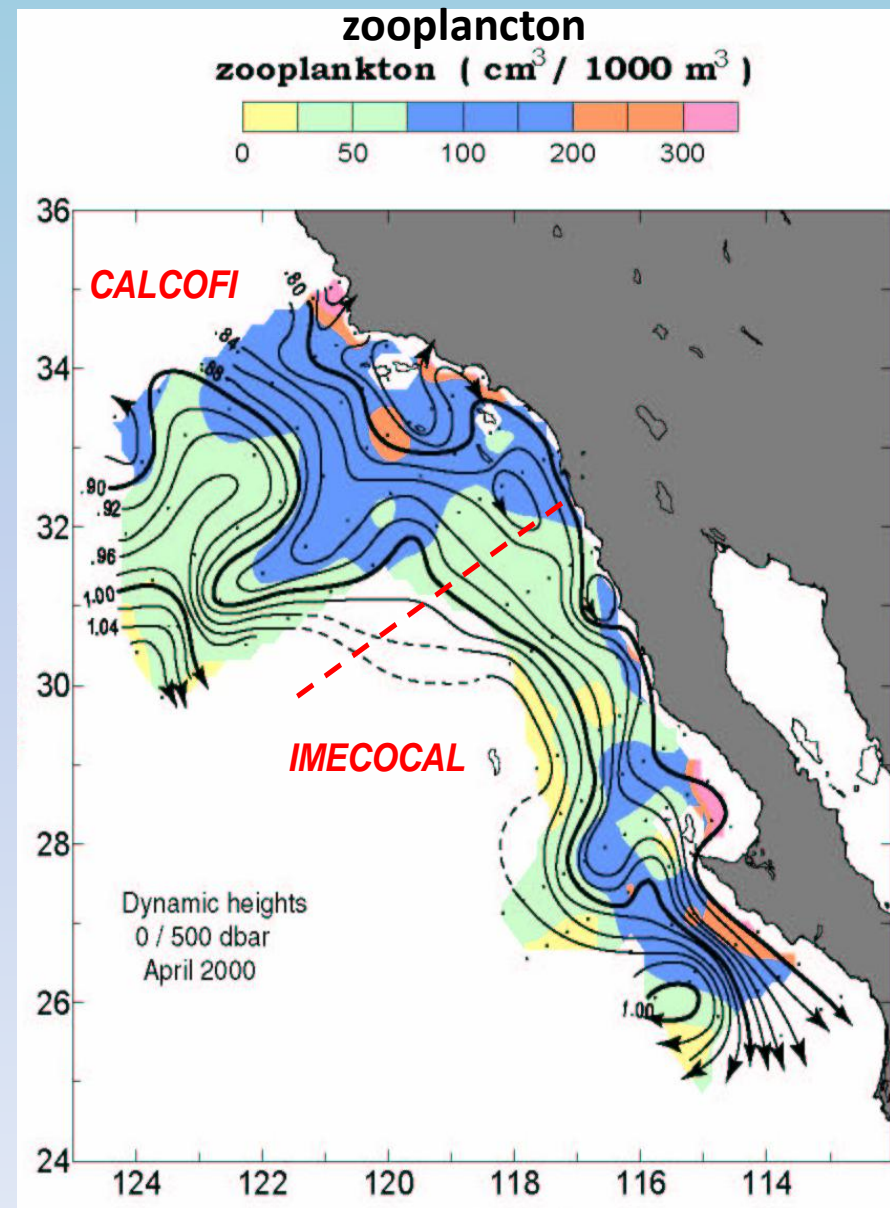 zooplancton
zooplankton ( cm3 / 1000 m3 )
0 50 100 200 300
36
34
32
30
28
26
24
CALCOFI
.80
.84
.88
.90
.92
.96
1.00
1.04
IMECOCAL
Dynamic heights
0 / 500 dbar
April 2000
1.00
124 122 120 118 116 114